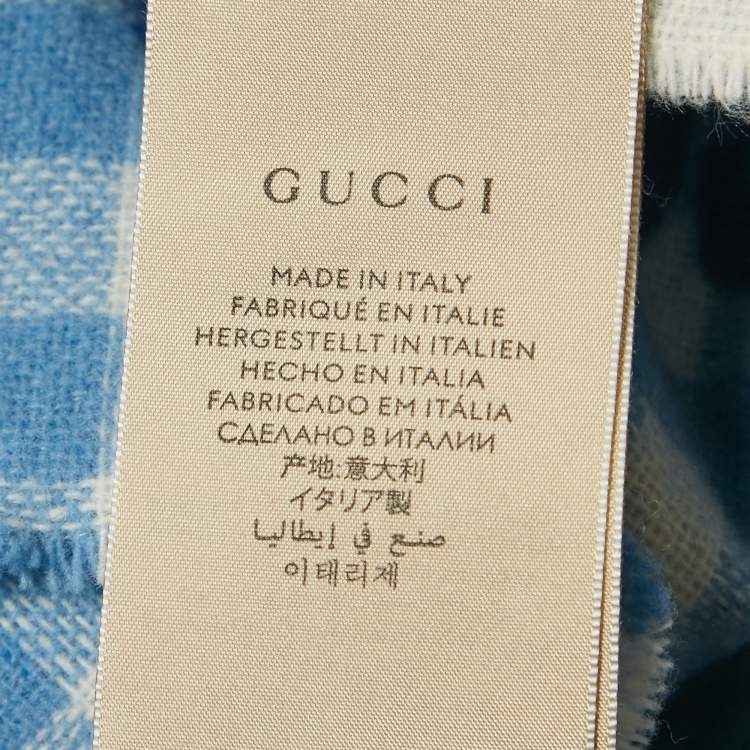 GUCCI
MADE IN ITALY
FABRIQUÉ EN ITALIE
HERGESTELLT IN ITALIEN
HECHO EN ITALIA
FABRICADO EM ITÁLIA
СДЕЛАНО В ИТАЛИИ
产地:意大利
イタリア製
صنع في إيطاليا
이태리제